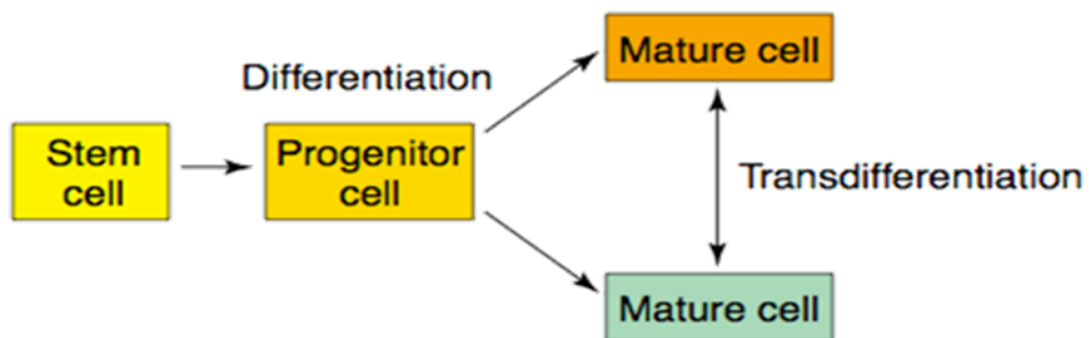 Mature cell
Differentiation
Stem
cell
Progenitor
cell
Transdifferentiation
Mature cell